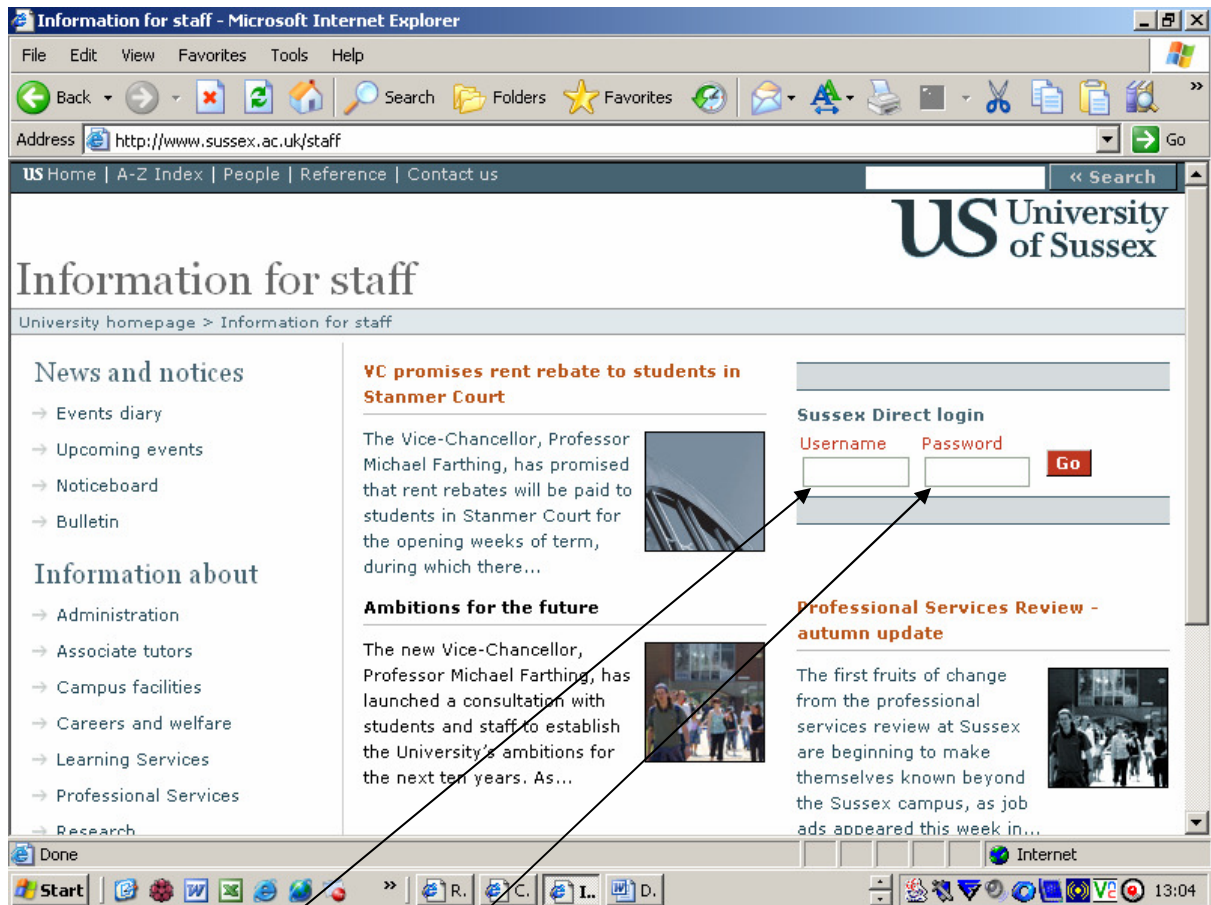 Information for staff - Microsoft Internet Explorer
File Edit View Favorites Tools Help
Back Search Folders Favorites »
Address http://www.sussex.ac.uk/staff Go
US Home | A-Z Index | People | Reference | Contact us « Search
US University
of Sussex
Information for staff
University homepage > Information for staff
News and notices
→ Events diary
→ Upcoming events
→ Noticeboard
→ Bulletin
Information about
→ Administration
→ Associate tutors
→ Campus facilities
→ Careers and welfare
→ Learning Services
→ Professional Services
→ Research
VC promises rent rebate to students in
Stanmer Court
The Vice-Chancellor, Professor
Michael Farthing, has promised
that rent rebates will be paid to
students in Stanmer Court for
the opening weeks of term,
during which there...
Ambitions for the future
The new Vice-Chancellor,
Professor Michael Farthing, has
launched a consultation with
students and staff to establish
the University's ambitions for
the next ten years. As...
Sussex Direct login
Username Password
Go
Professional Services Review -
autumn update
The first fruits of change
from the professional
services review at Sussex
are beginning to make
themselves known beyond
the Sussex campus, as job
ads appeared this week in...
Done Internet
Start » R. C. I.. D. 13:04